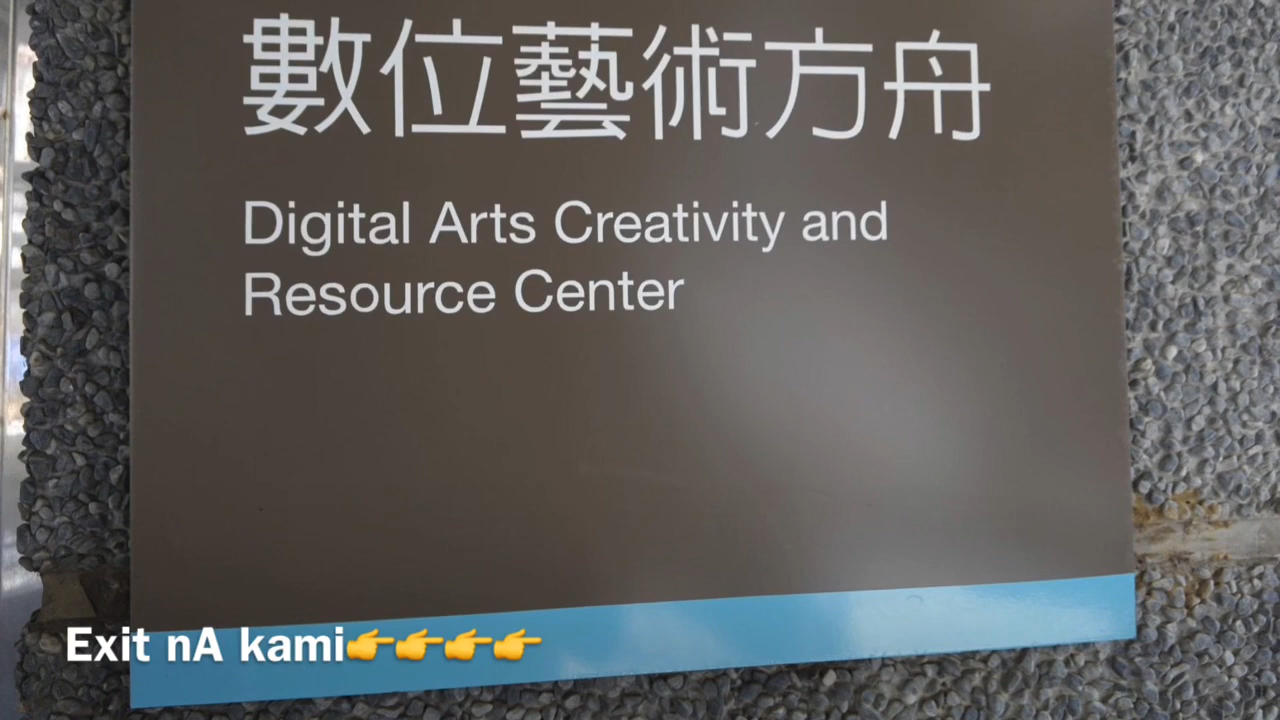 數位藝術方舟
Digital Arts Creativity and
Resource Center
Exit nA kami👉👉👉👉